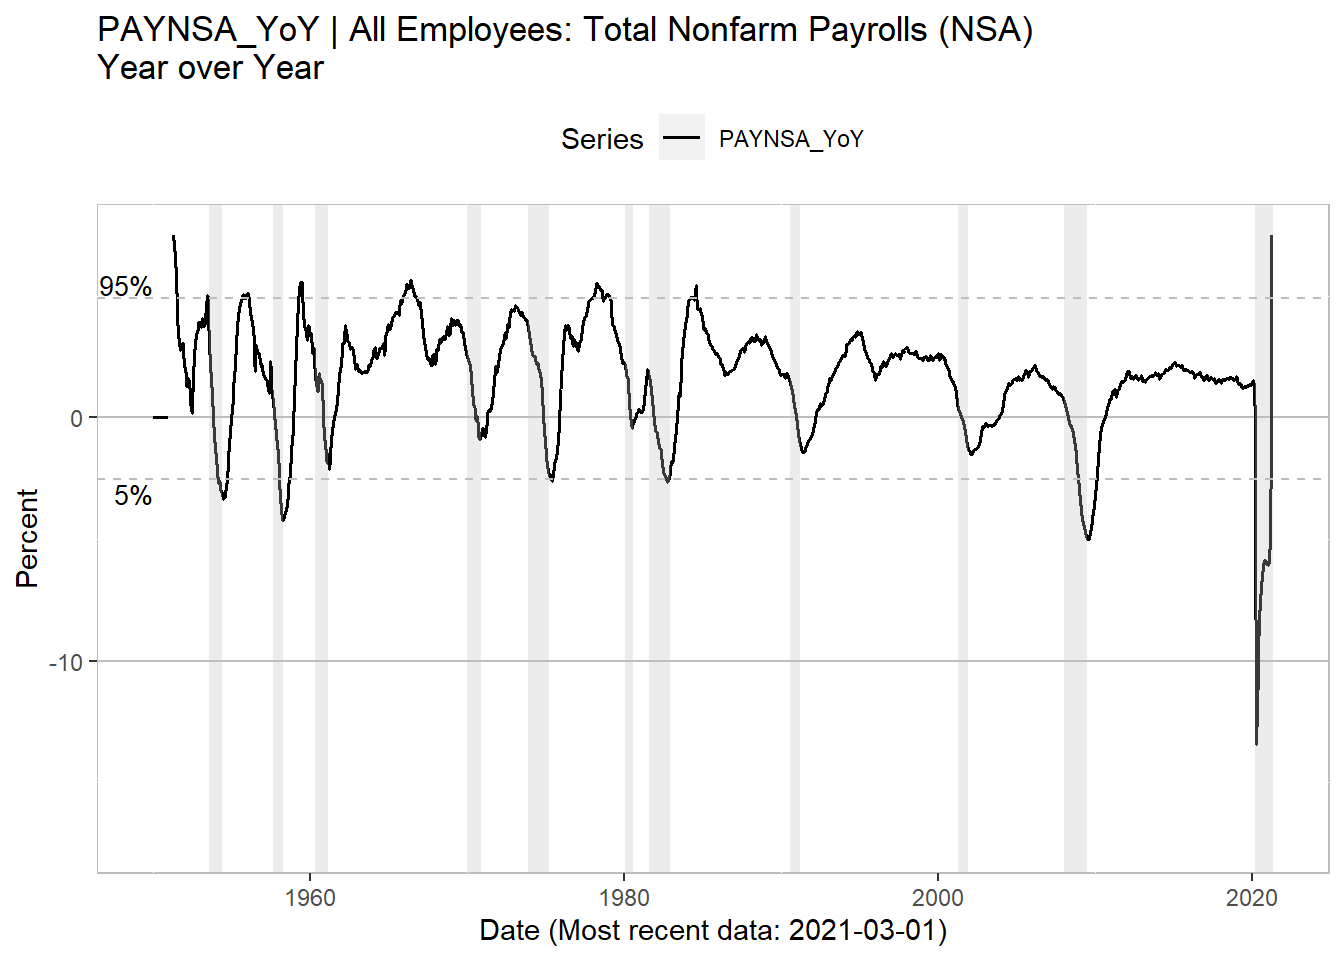 PAYNSA_YoY | All Employees: Total Nonfarm Payrolls (NSA)
Year over Year
Series PAYNSA_YoY
95%
0
5%
-10
Percent
1960 1980 2000 2020
Date (Most recent data: 2021-03-01)